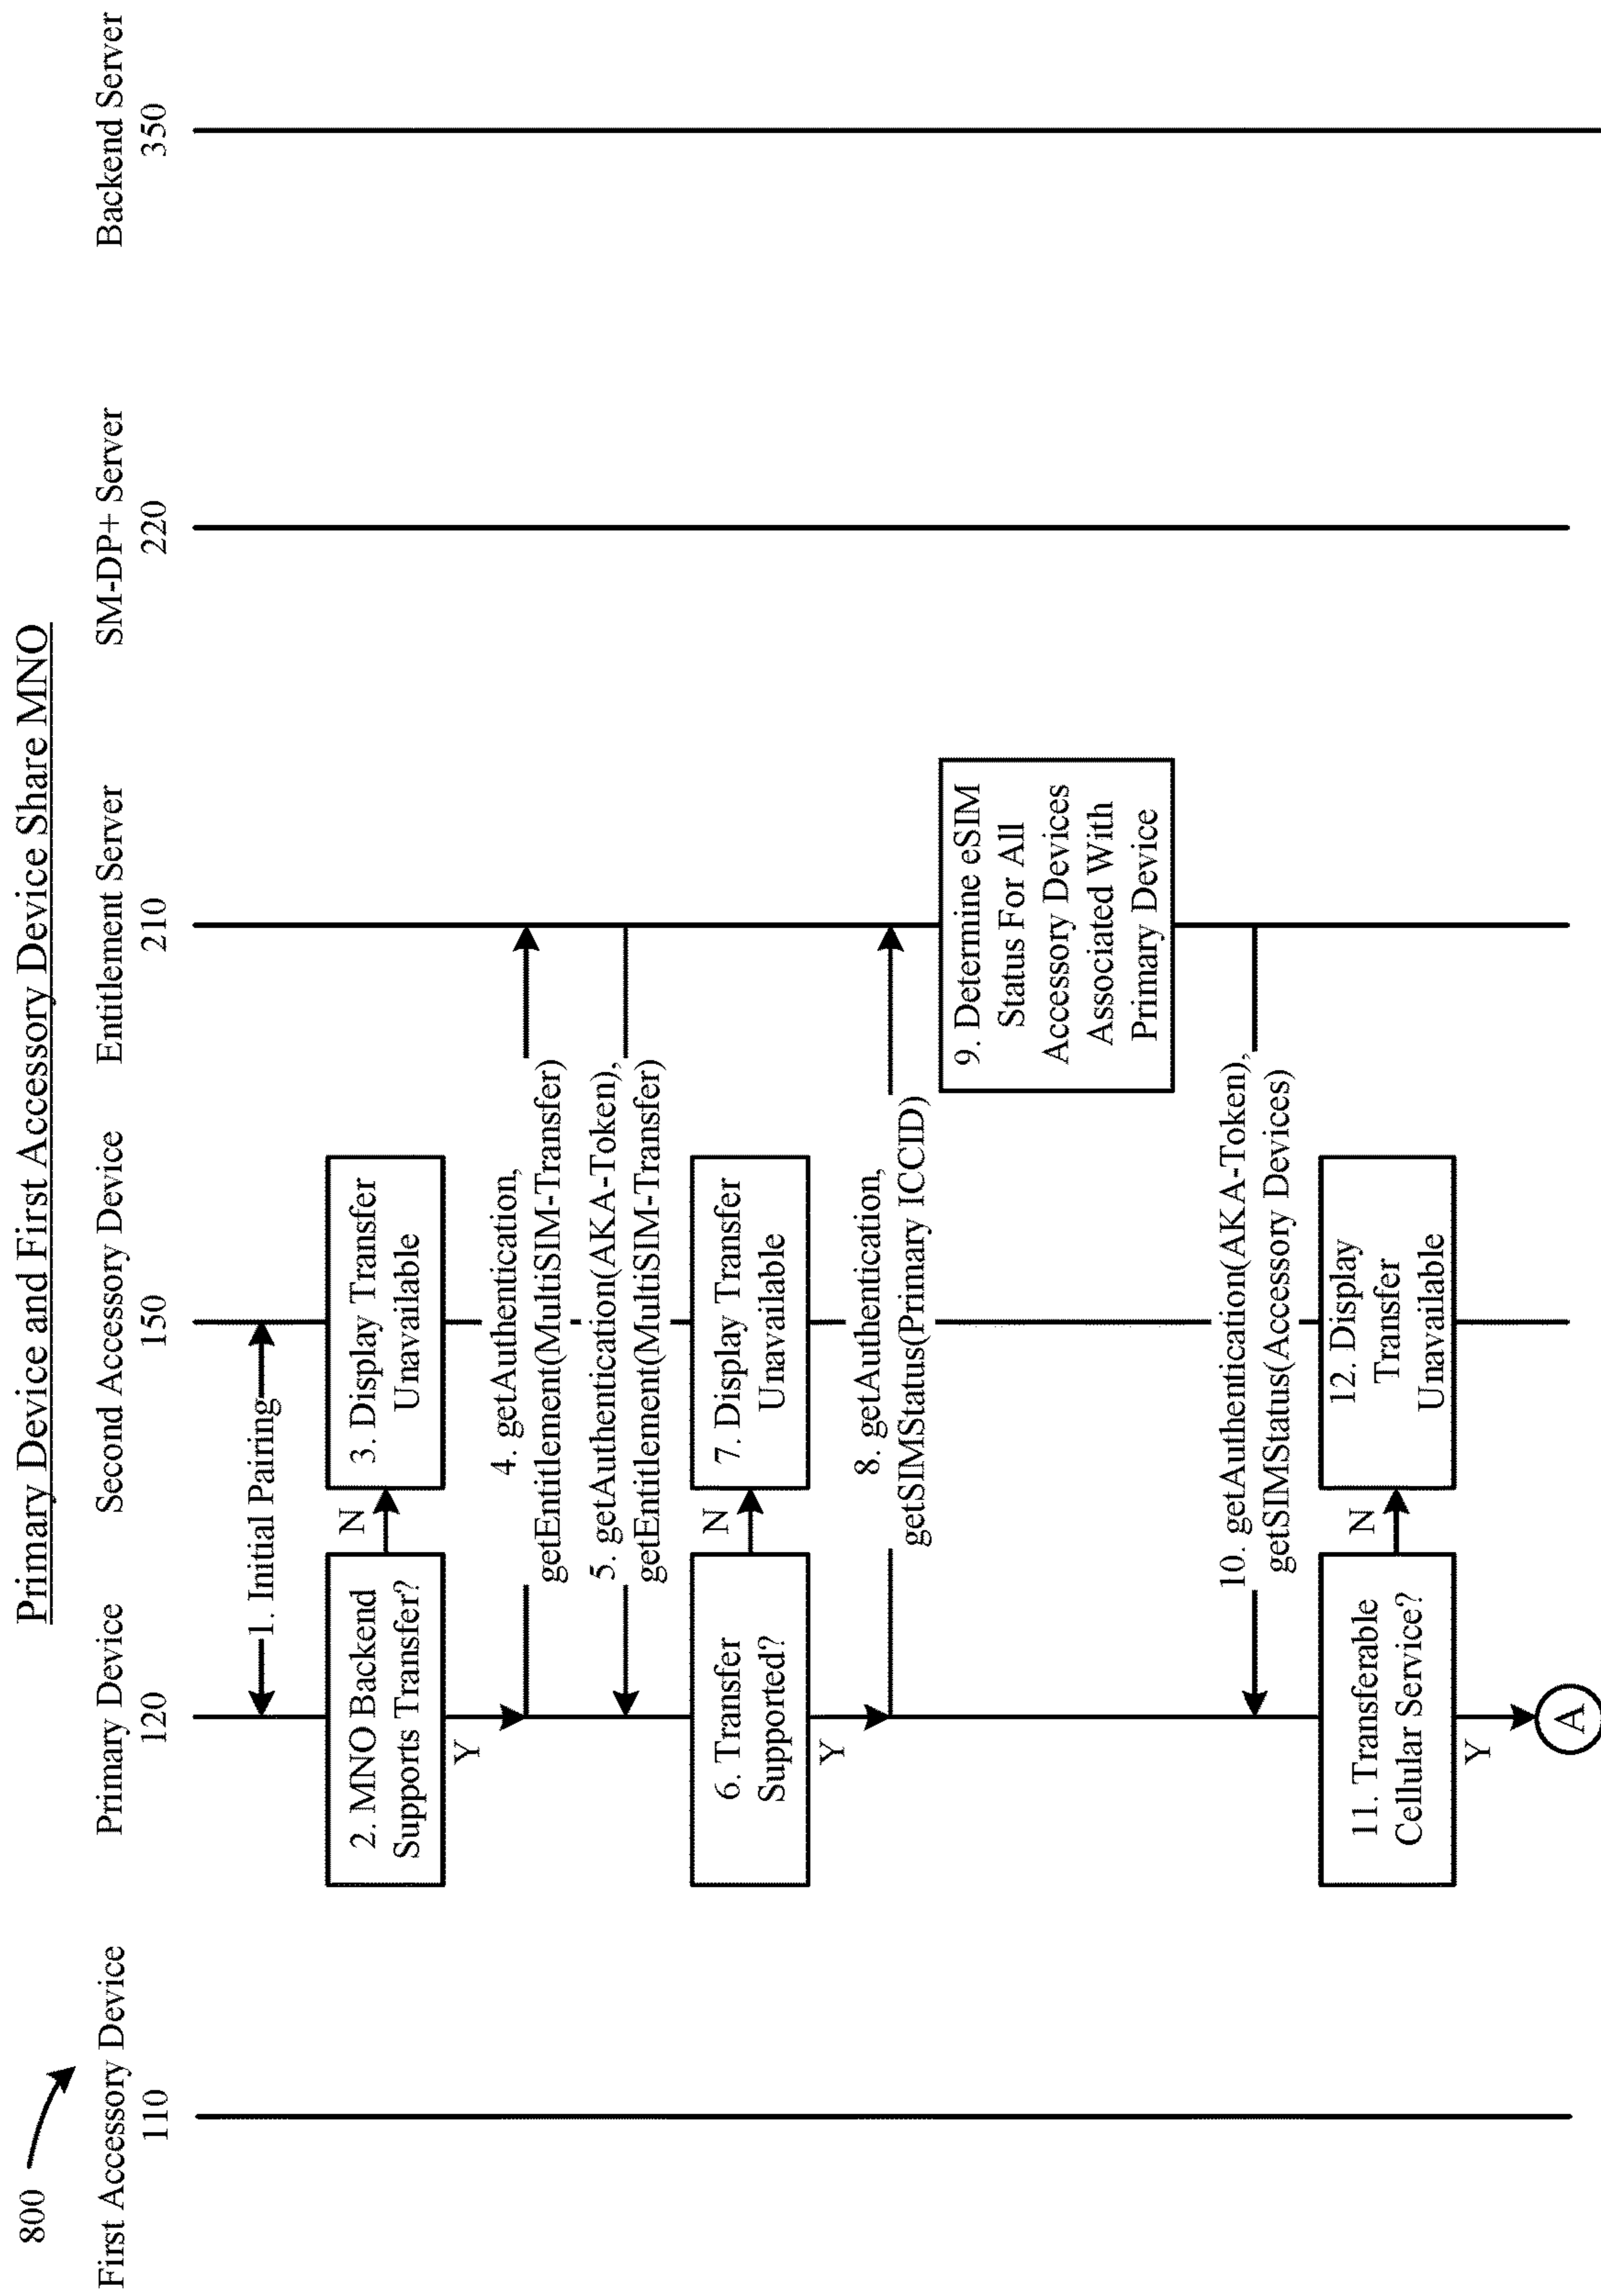 Primary Device and First Accessory Device Share MNO
800
First Accessory Device
110
Primary Device
120
Second Accessory Device
150
Entitlement Server
210
SM-DP+ Server
220
Backend Server
350
1. Initial Pairing
2. MNO Backend
Supports Transfer?
N
Y
3. Display Transfer
Unavailable
4. getAuthentication,
getEntitlement(MultiSIM-Transfer)
5. getAuthentication(AKA-Token),
getEntitlement(MultiSIM-Transfer)
6. Transfer
Supported?
N
Y
7. Display Transfer
Unavailable
8. getAuthentication,
getSIMStatus(Primary ICCID)
9. Determine eSIM
Status For All
Accessory Devices
Associated With
Primary Device
10. getAuthentication(AKA-Token),
getSIMStatus(Accessory Devices)
11. Transferable
Cellular Service?
N
Y
12. Display
Transfer
Unavailable
A